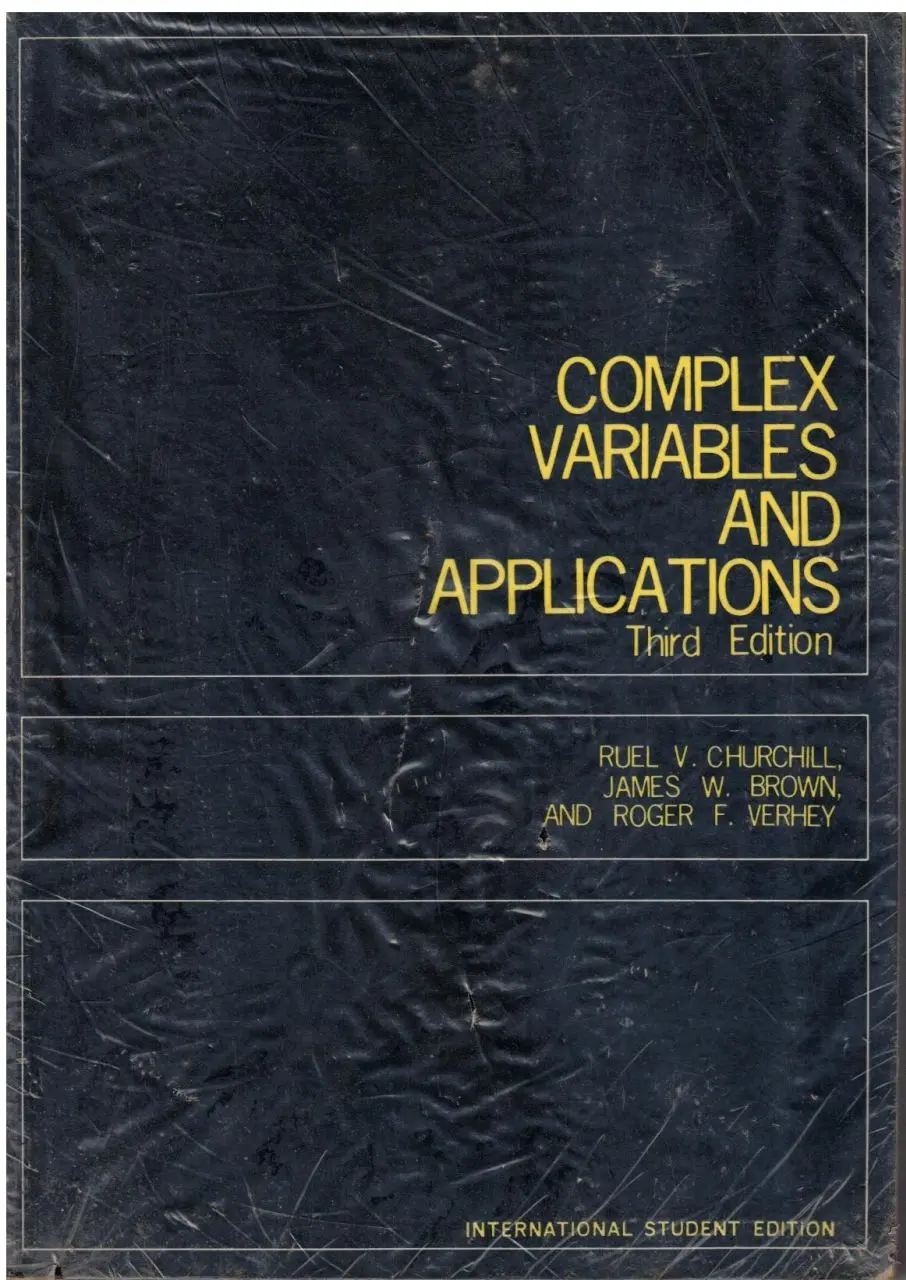 COMPLEX
VARIABLES
AND
APPLICATIONS
Third Edition
RUEL V. CHURCHILL,
JAMES W. BROWN,
AND ROGER F. VERHEY
INTERNATIONAL STUDENT EDITION